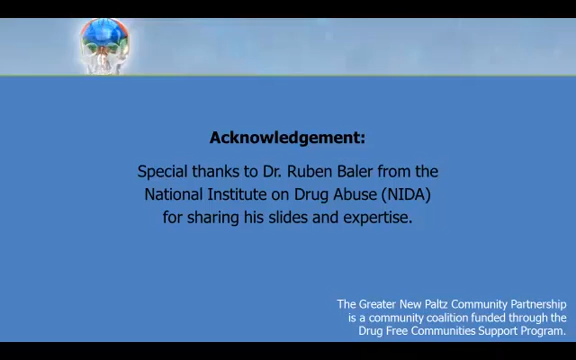 Acknowledgement:
Special thanks to Dr. Ruben Baler from the
National Institute on Drug Abuse (NIDA)
for sharing his slides and expertise.
The Greater New Paltz Community Partnership
is a community coalition funded through the
Drug Free Communities Support Program.